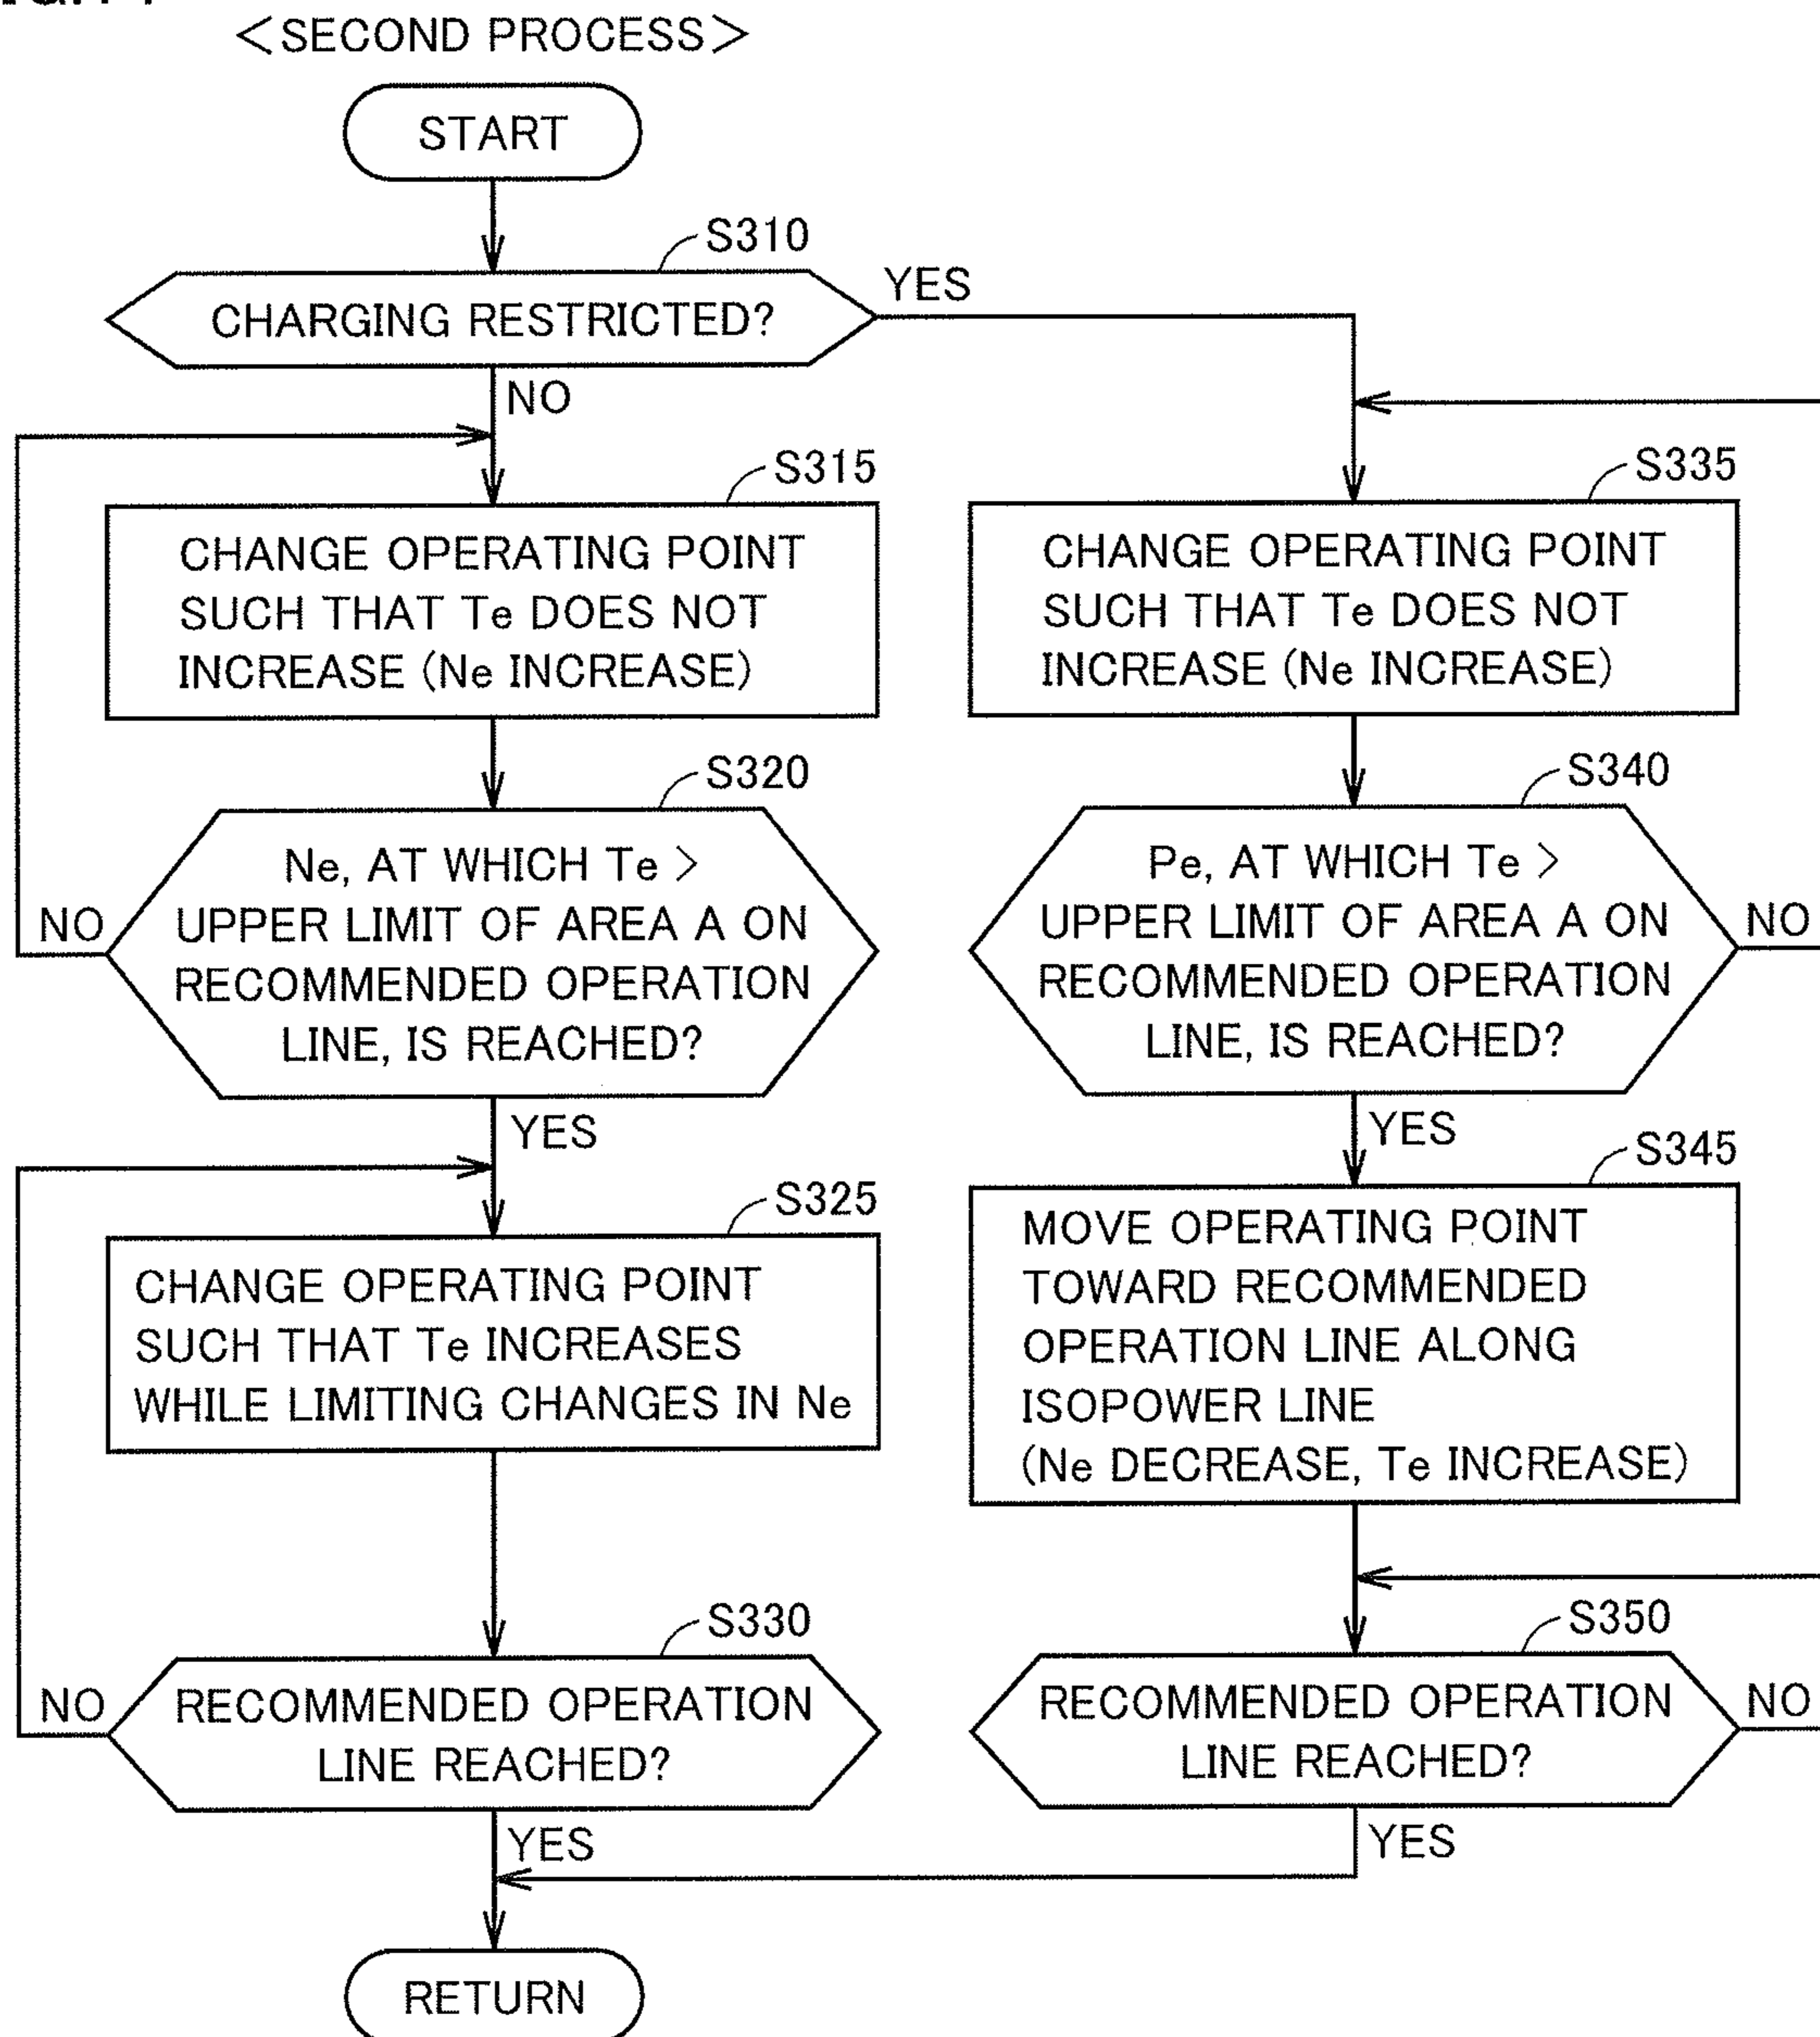 <SECOND PROCESS>
START
S310
CHARGING RESTRICTED?
YES
NO
S315
CHANGE OPERATING POINT
SUCH THAT Te DOES NOT
INCREASE (Ne INCREASE)
S320
Ne, AT WHICH Te >
UPPER LIMIT OF AREA A ON
RECOMMENDED OPERATION
LINE, IS REACHED?
NO
YES
S325
CHANGE OPERATING POINT
SUCH THAT Te INCREASES
WHILE LIMITING CHANGES IN Ne
S330
RECOMMENDED OPERATION
LINE REACHED?
NO
YES
S335
CHANGE OPERATING POINT
SUCH THAT Te DOES NOT
INCREASE (Ne INCREASE)
S340
Pe, AT WHICH Te >
UPPER LIMIT OF AREA A ON
RECOMMENDED OPERATION
LINE, IS REACHED?
NO
YES
S345
MOVE OPERATING POINT
TOWARD RECOMMENDED
OPERATION LINE ALONG
ISOPOWER LINE
(Ne DECREASE, Te INCREASE)
S350
RECOMMENDED OPERATION
LINE REACHED?
NO
YES
RETURN